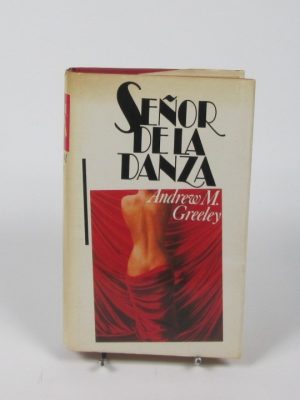 SEÑOR
DE LA
DANZA
Andrew M.
Greeley